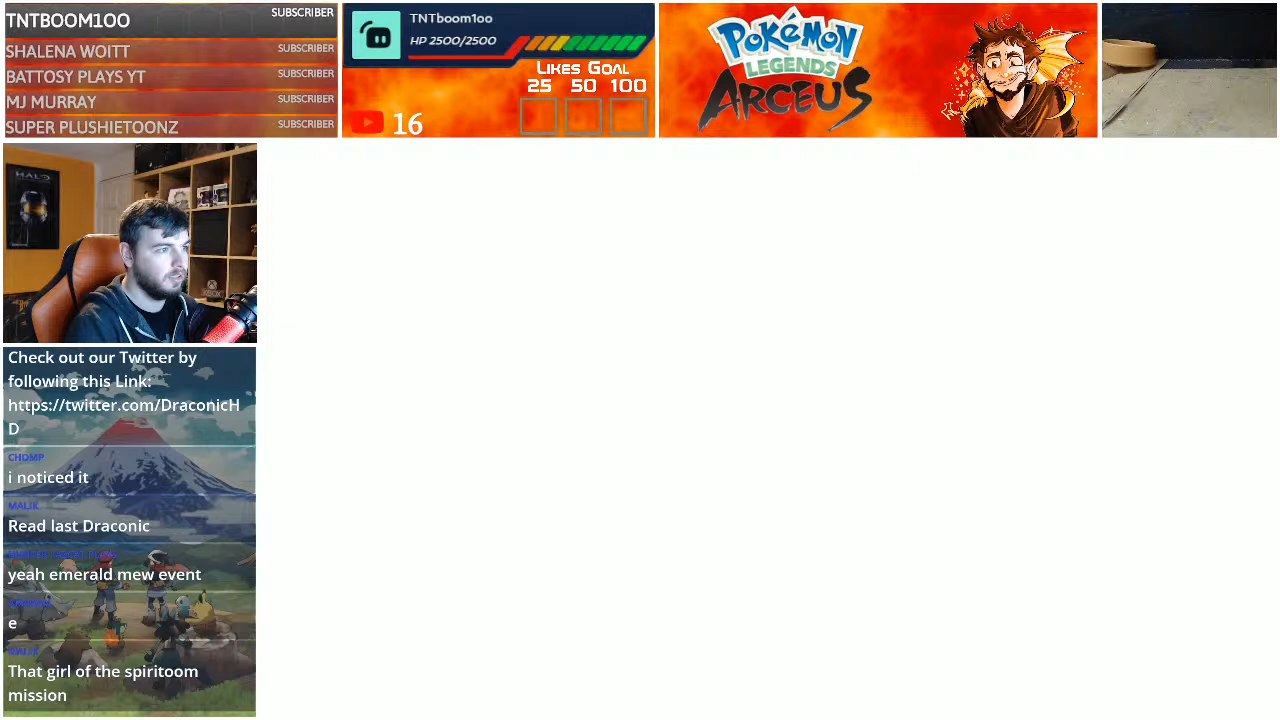 TNTBOOM1OO SUBSCRIBER
SHALENA WOITT SUBSCRIBER
BATTOSY PLAYS YT SUBSCRIBER
MJ MURRAY SUBSCRIBER
SUPER PLUSHIETOONZ SUBSCRIBER
TNTboom1oo
HP 2500/2500
LIKES GOAL
25 50 100
16
POKéMON
LEGENDS
ARCEUS
HALO
XBOX
Check out our Twitter by
following this Link:
https://twitter.com/DraconicH
D
CHOMP
i noticed it
MALIK
Read last Draconic
yeah emerald mew event
e
MALIK
That girl of the spiritoom
mission